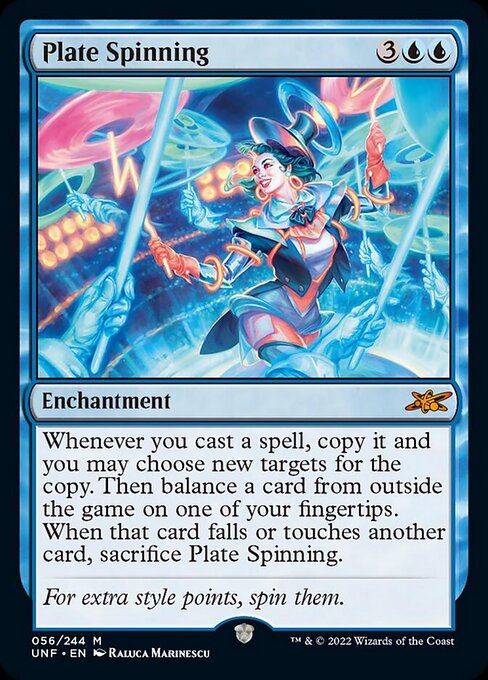 Plate Spinning 3
Enchantment
Whenever you cast a spell, copy it and
you may choose new targets for the
copy. Then balance a card from outside
the game on one of your fingertips.
When that card falls or touches another
card, sacrifice Plate Spinning.
For extra style points, spin them.
056/244 M
UNF • EN Raluca Marinescu
™ & © 2022 Wizards of the Coast